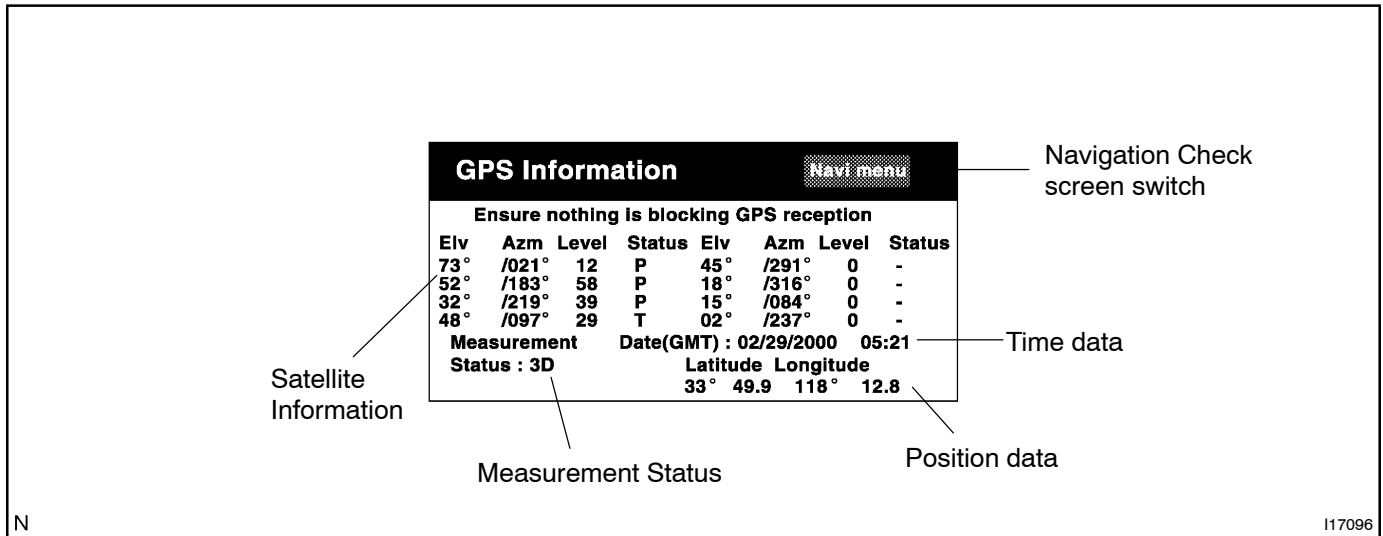 GPS Information Navi menu
Navigation Check
screen switch
Ensure nothing is blocking GPS reception
Elv Azm Level Status Elv Azm Level Status
73° /021° 12 P 45° /291° 0 -
52° /183° 58 P 18° /316° 0 -
32° /219° 39 P 15° /084° 0 -
48° /097° 29 T 02° /237° 0 -
Measurement Date(GMT) : 02/29/2000 05:21
Time data
Status : 3D Latitude Longitude
33° 49.9 118° 12.8
Satellite
Information
Measurement Status
Position data
N
I17096